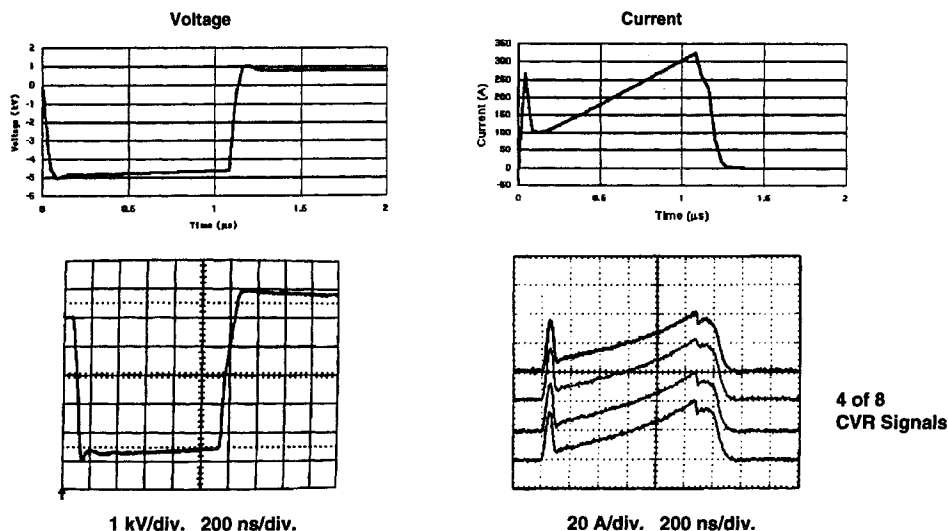 Voltage
Current
Voltage (kV)
2
1
0
-1
-2
-3
-4
-5
-6
0
0.5
1
1.5
2
Time (µs)
Current (A)
350
300
250
200
150
100
50
0
-50
0
0.5
1
1.5
2
Time (µs)
4 of 8
CVR Signals
1 kV/div. 200 ns/div.
20 A/div. 200 ns/div.